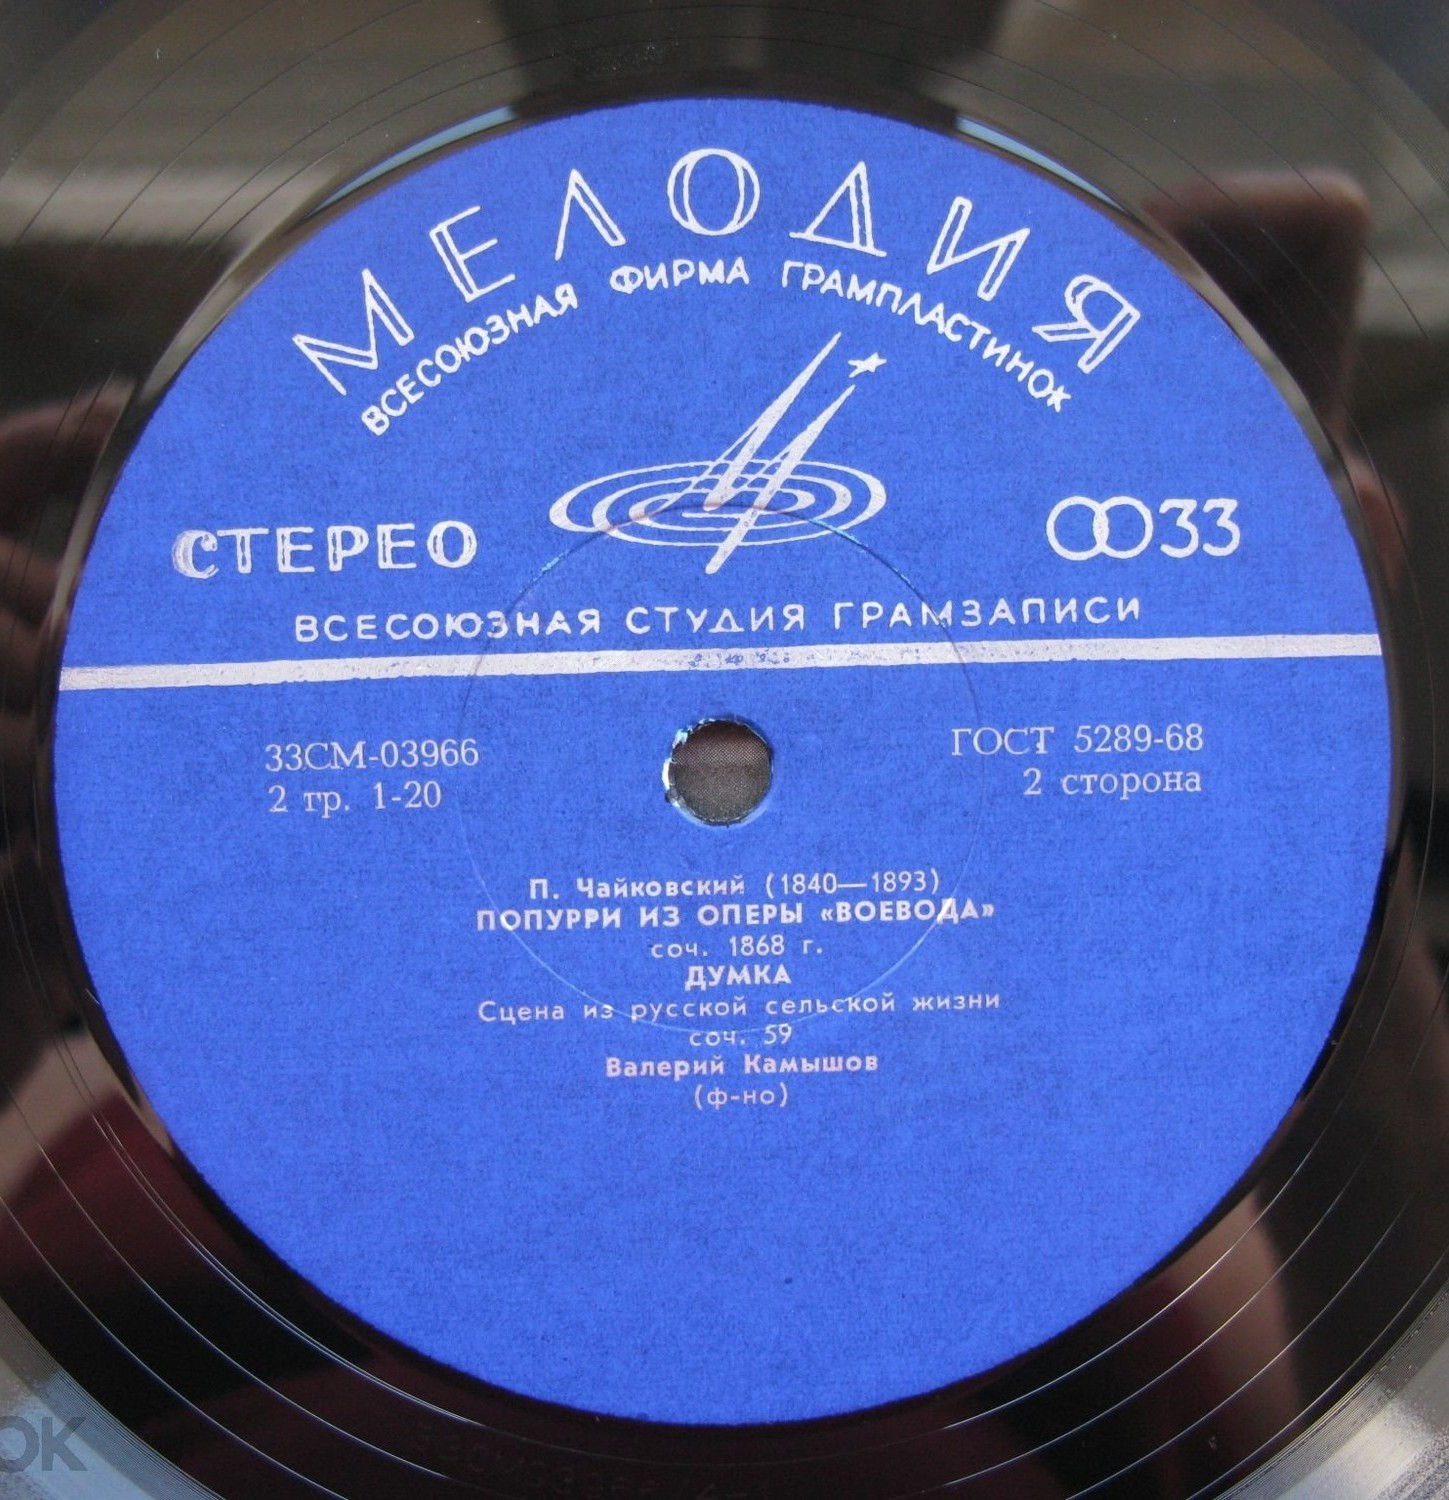 МЕЛОДИЯ
ВСЕСОЮЗНАЯ ФИРМА ГРАМПЛАСТИНОК
СТЕРЕО
33
ВСЕСОЮЗНАЯ СТУДИЯ ГРАМЗАПИСИ
33СМ-03966
2 гр. 1-20
ГОСТ 5289-68
2 сторона
П. Чайковский (1840—1893)
ПОПУРРИ ИЗ ОПЕРЫ «ВОЕВОДА»
соч. 1868 г.
ДУМКА
Сцена из русской сельской жизни
соч. 59
Валерий Камышов
(ф-но)